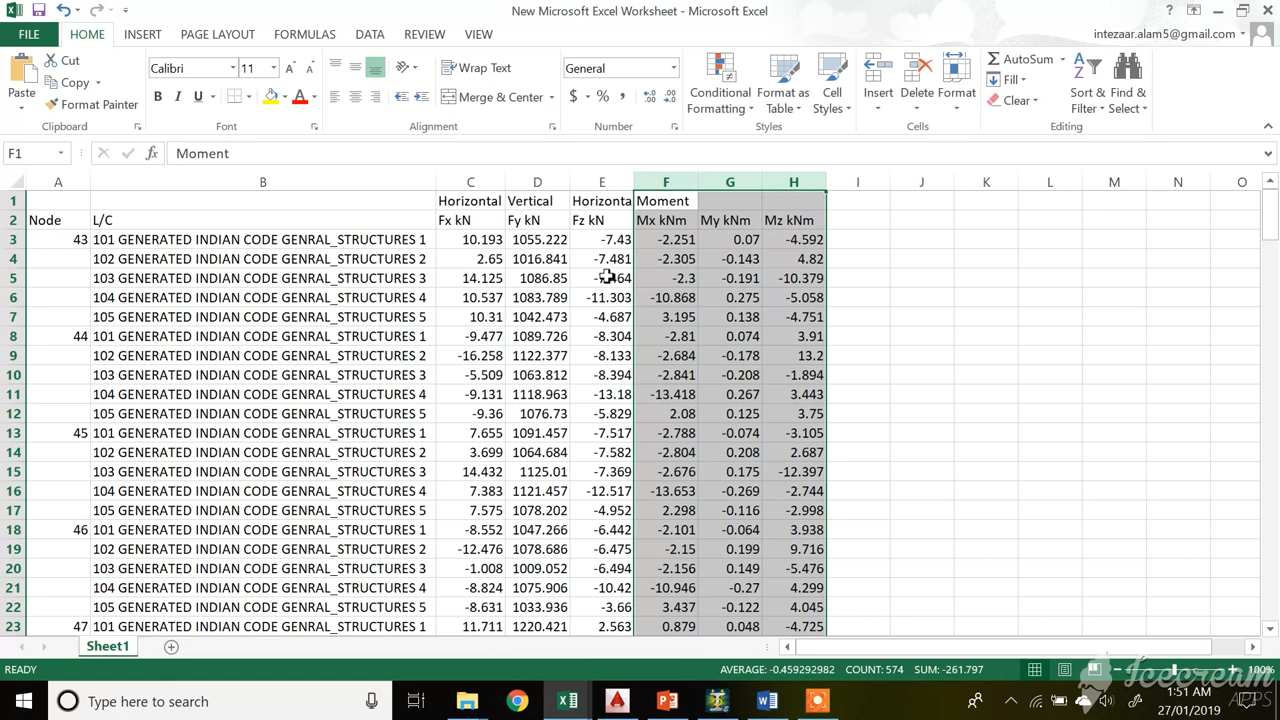 New Microsoft Excel Worksheet - Microsoft Excel
FILE HOME INSERT PAGE LAYOUT FORMULAS DATA REVIEW VIEW intezaar.alam5@gmail.com
Paste Cut Copy Format Painter Clipboard
Calibri 11 B I U A Font
Wrap Text Merge & Center Alignment
General $ % , Number
Conditional Formatting Format as Table Cell Styles Styles
Insert Delete Format Cells
AutoSum Fill Clear Sort & Filter Find & Select Editing
F1 fx Moment
A B C D E F G H I J K L M N O
1 Horizontal Vertical Horizonta Moment
2 Node L/C Fx kN Fy kN Fz kN Mx kNm My kNm Mz kNm
3 43 101 GENERATED INDIAN CODE GENRAL_STRUCTURES 1 10.193 1055.222 -7.43 -2.251 0.07 -4.592
4 102 GENERATED INDIAN CODE GENRAL_STRUCTURES 2 2.65 1016.841 -7.481 -2.305 -0.143 4.82
5 103 GENERATED INDIAN CODE GENRAL_STRUCTURES 3 14.125 1086.85 -2.3 -0.191 -10.379
6 104 GENERATED INDIAN CODE GENRAL_STRUCTURES 4 10.537 1083.789 -11.303 -10.868 0.275 -5.058
7 105 GENERATED INDIAN CODE GENRAL_STRUCTURES 5 10.31 1042.473 -4.687 3.195 0.138 -4.751
8 44 101 GENERATED INDIAN CODE GENRAL_STRUCTURES 1 -9.477 1089.726 -8.304 -2.81 0.074 3.91
9 102 GENERATED INDIAN CODE GENRAL_STRUCTURES 2 -16.258 1122.377 -8.133 -2.684 -0.178 13.2
10 103 GENERATED INDIAN CODE GENRAL_STRUCTURES 3 -5.509 1063.812 -8.394 -2.841 -0.208 -1.894
11 104 GENERATED INDIAN CODE GENRAL_STRUCTURES 4 -9.131 1118.963 -13.18 -13.418 0.267 3.443
12 105 GENERATED INDIAN CODE GENRAL_STRUCTURES 5 -9.36 1076.73 -5.829 2.08 0.125 3.75
13 45 101 GENERATED INDIAN CODE GENRAL_STRUCTURES 1 7.655 1091.457 -7.517 -2.788 -0.074 -3.105
14 102 GENERATED INDIAN CODE GENRAL_STRUCTURES 2 3.699 1064.684 -7.582 -2.804 0.208 2.687
15 103 GENERATED INDIAN CODE GENRAL_STRUCTURES 3 14.432 1125.01 -7.369 -2.676 0.175 -12.397
16 104 GENERATED INDIAN CODE GENRAL_STRUCTURES 4 7.383 1121.457 -12.517 -13.653 -0.269 -2.744
17 105 GENERATED INDIAN CODE GENRAL_STRUCTURES 5 7.575 1078.202 -4.952 2.298 -0.116 -2.998
18 46 101 GENERATED INDIAN CODE GENRAL_STRUCTURES 1 -8.552 1047.266 -6.442 -2.101 -0.064 3.938
19 102 GENERATED INDIAN CODE GENRAL_STRUCTURES 2 -12.476 1078.686 -6.475 -2.15 0.199 9.716
20 103 GENERATED INDIAN CODE GENRAL_STRUCTURES 3 -1.008 1009.052 -6.494 -2.156 0.149 -5.476
21 104 GENERATED INDIAN CODE GENRAL_STRUCTURES 4 -8.824 1075.906 -10.42 -10.946 -0.27 4.299
22 105 GENERATED INDIAN CODE GENRAL_STRUCTURES 5 -8.631 1033.936 -3.66 3.437 -0.122 4.045
23 47 101 GENERATED INDIAN CODE GENRAL_STRUCTURES 1 11.711 1220.421 2.563 0.879 0.048 -4.725
Sheet1
READY AVERAGE: -0.459292982 COUNT: 574 SUM: -261.797 100%
Icecream APPS
Type here to search 1:51 AM 27/01/2019